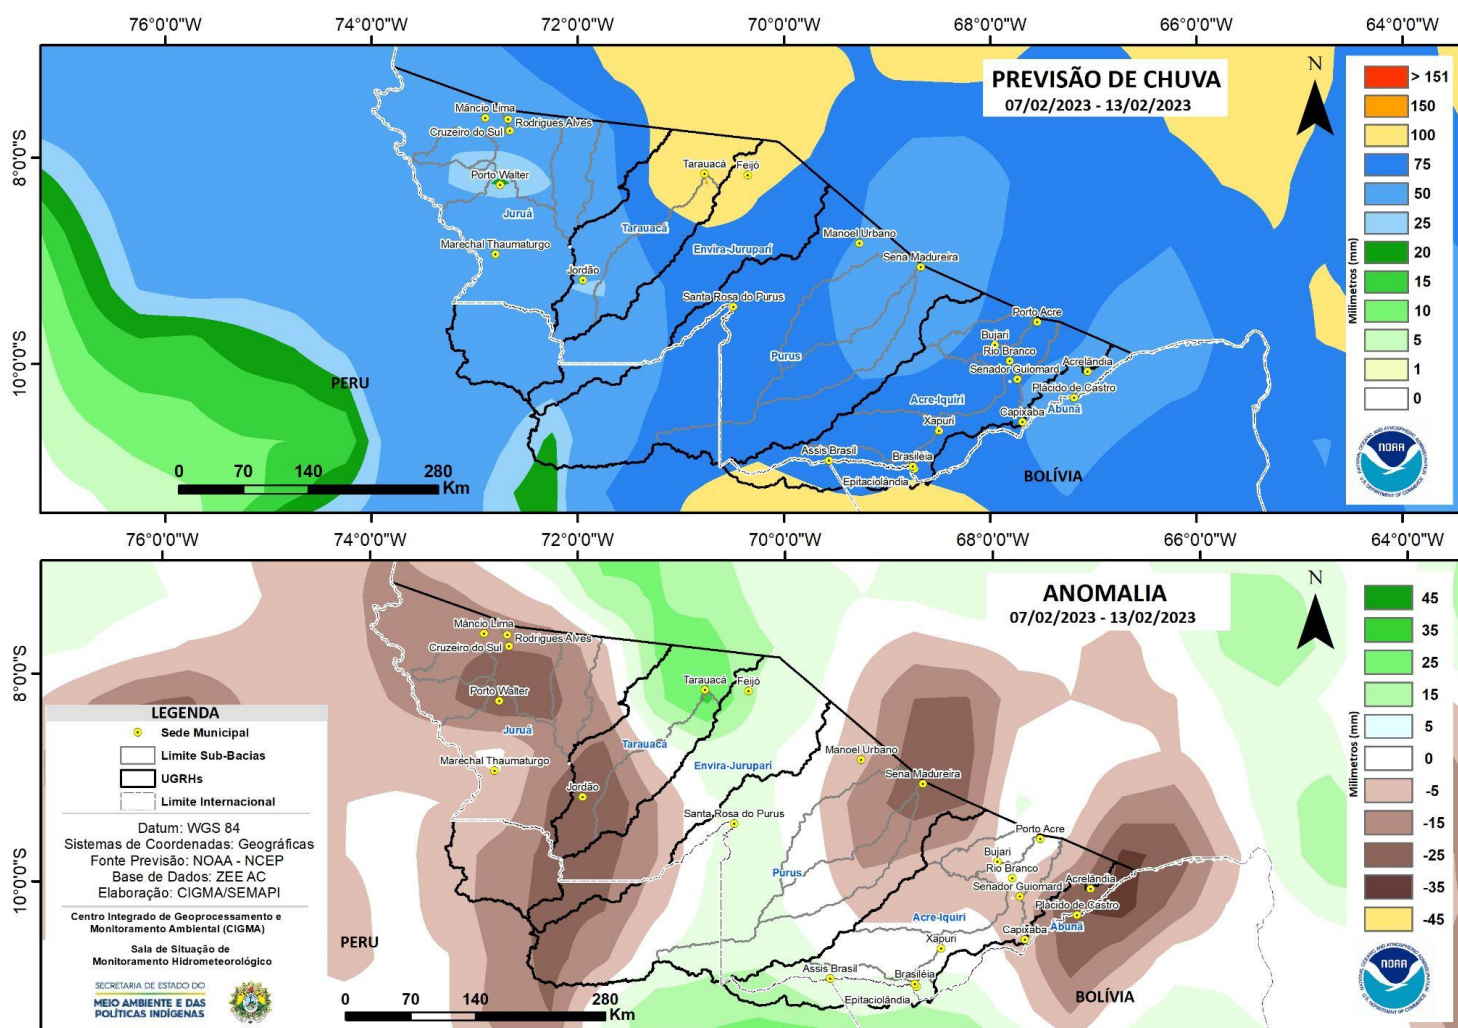 76°0'0"W
74°0'0"W
72°0'0"W
70°0'0"W
68°0'0"W
66°0'0"W
64°0'0"W
PREVISÃO DE CHUVA
07/02/2023 - 13/02/2023
N
8°0'0"S
10°0'0"S
Mâncio Lima
Rodrigues Alves
Cruzeiro do Sul
Porto Walter
Juruá
Marechal Thaumaturgo
Jordão
Tarauacá
Feijó
Tarauacá
Envira-Jurupari
Manoel Urbano
Sena Madureira
Santa Rosa do Purus
Purus
Porto Acre
Bujari
Rio Branco
Senador Guiomard
Acrelândia
Plácido de Castro
Abunã
Capixaba
Acre-Iquiri
Xapuri
Assis Brasil
Brasiléia
Epitaciolândia
PERU
BOLÍVIA
0 70 140 280
Km
Milímetros (mm)
> 151
150
100
75
50
25
20
15
10
5
1
0
NOAA
76°0'0"W
74°0'0"W
72°0'0"W
70°0'0"W
68°0'0"W
66°0'0"W
64°0'0"W
ANOMALIA
07/02/2023 - 13/02/2023
N
8°0'0"S
10°0'0"S
Mâncio Lima
Rodrigues Alves
Cruzeiro do Sul
Porto Walter
Juruá
Marechal Thaumaturgo
Jordão
Tarauacá
Feijó
Tarauacá
Envira-Jurupari
Manoel Urbano
Sena Madureira
Santa Rosa do Purus
Purus
Porto Acre
Bujari
Rio Branco
Senador Guiomard
Acrelândia
Plácido de Castro
Abunã
Capixaba
Acre-Iquiri
Xapuri
Assis Brasil
Brasiléia
Epitaciolândia
PERU
BOLÍVIA
0 70 140 280
Km
Milímetros (mm)
45
35
25
15
5
0
-5
-15
-25
-35
-45
NOAA
LEGENDA
Sede Municipal
Limite Sub-Bacias
UGRHs
Limite Internacional
Datum: WGS 84
Sistemas de Coordenadas: Geográficas
Fonte Previsão: NOAA - NCEP
Base de Dados: ZEE AC
Elaboração: CIGMA/SEMAPI
Centro Integrado de Geoprocessamento e
Monitoramento Ambiental (CIGMA)
Sala de Situação de
Monitoramento Hidrometeorológico
SECRETARIA DE ESTADO DO
MEIO AMBIENTE E DAS
POLÍTICAS INDÍGENAS